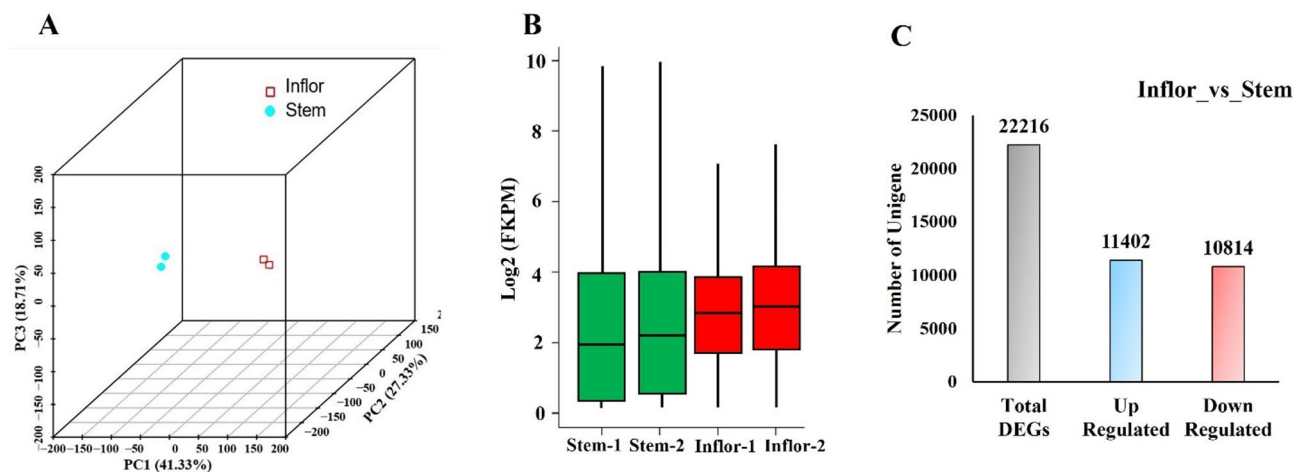 A
Inflor
Stem
200
150
100
50
0
−50
−100
−150
−200
PC3 (18.71%)
−200
−150
−100
−50
0
50
100
150
200
PC1 (41.33%)
−200
−150
−100
−50
0
50
100
150
2
PC2 (27.33%)
B
10
8
6
4
2
0
Log2 (FKPM)
Stem-1
Stem-2
Inflor-1
Inflor-2
C
Inflor_vs_Stem
25000
20000
15000
10000
5000
0
Number of Unigene
22216
11402
10814
Total
DEGs
Up
Regulated
Down
Regulated